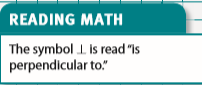 READING MATH
The symbol ⊥ is read “is
perpendicular to.”